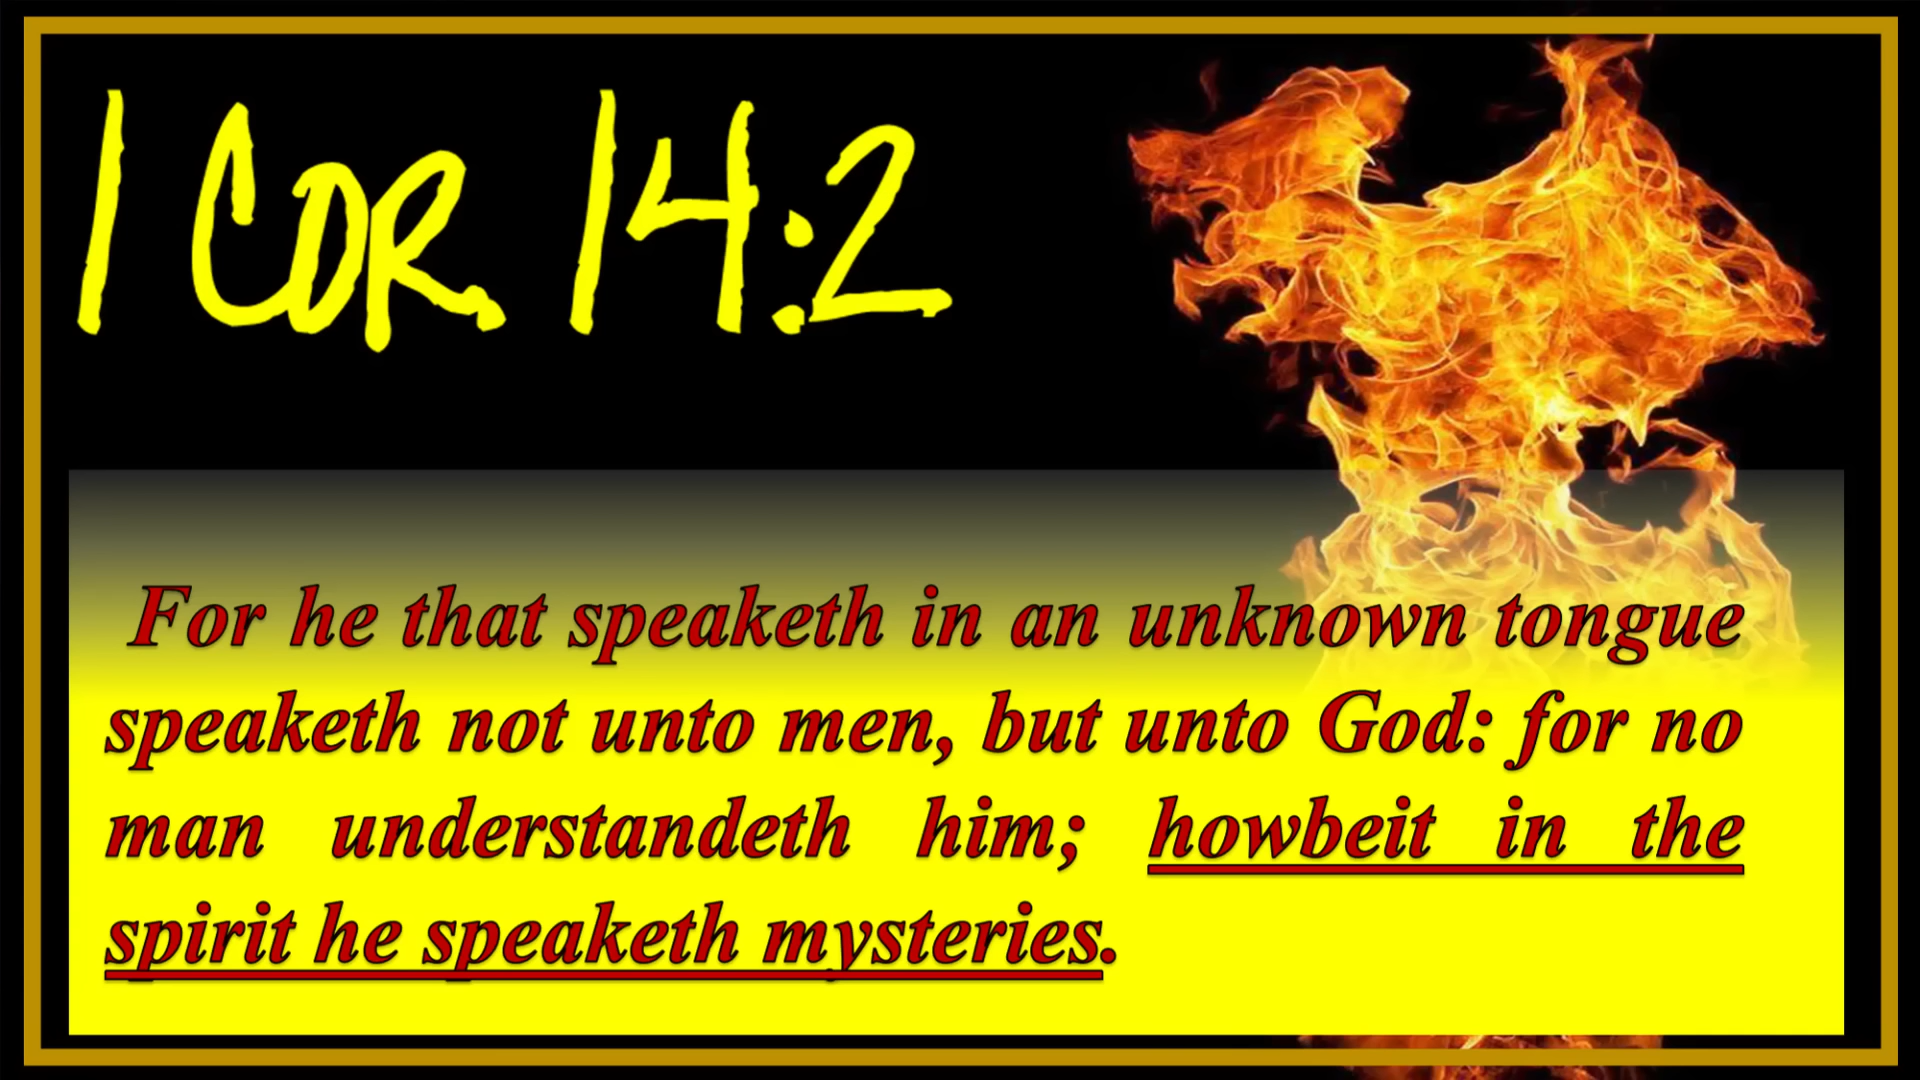 1 COR. 14:2
For he that speaketh in an unknown tongue
speaketh not unto men, but unto God: for no
man understandeth him; howbeit in the
spirit he speaketh mysteries.